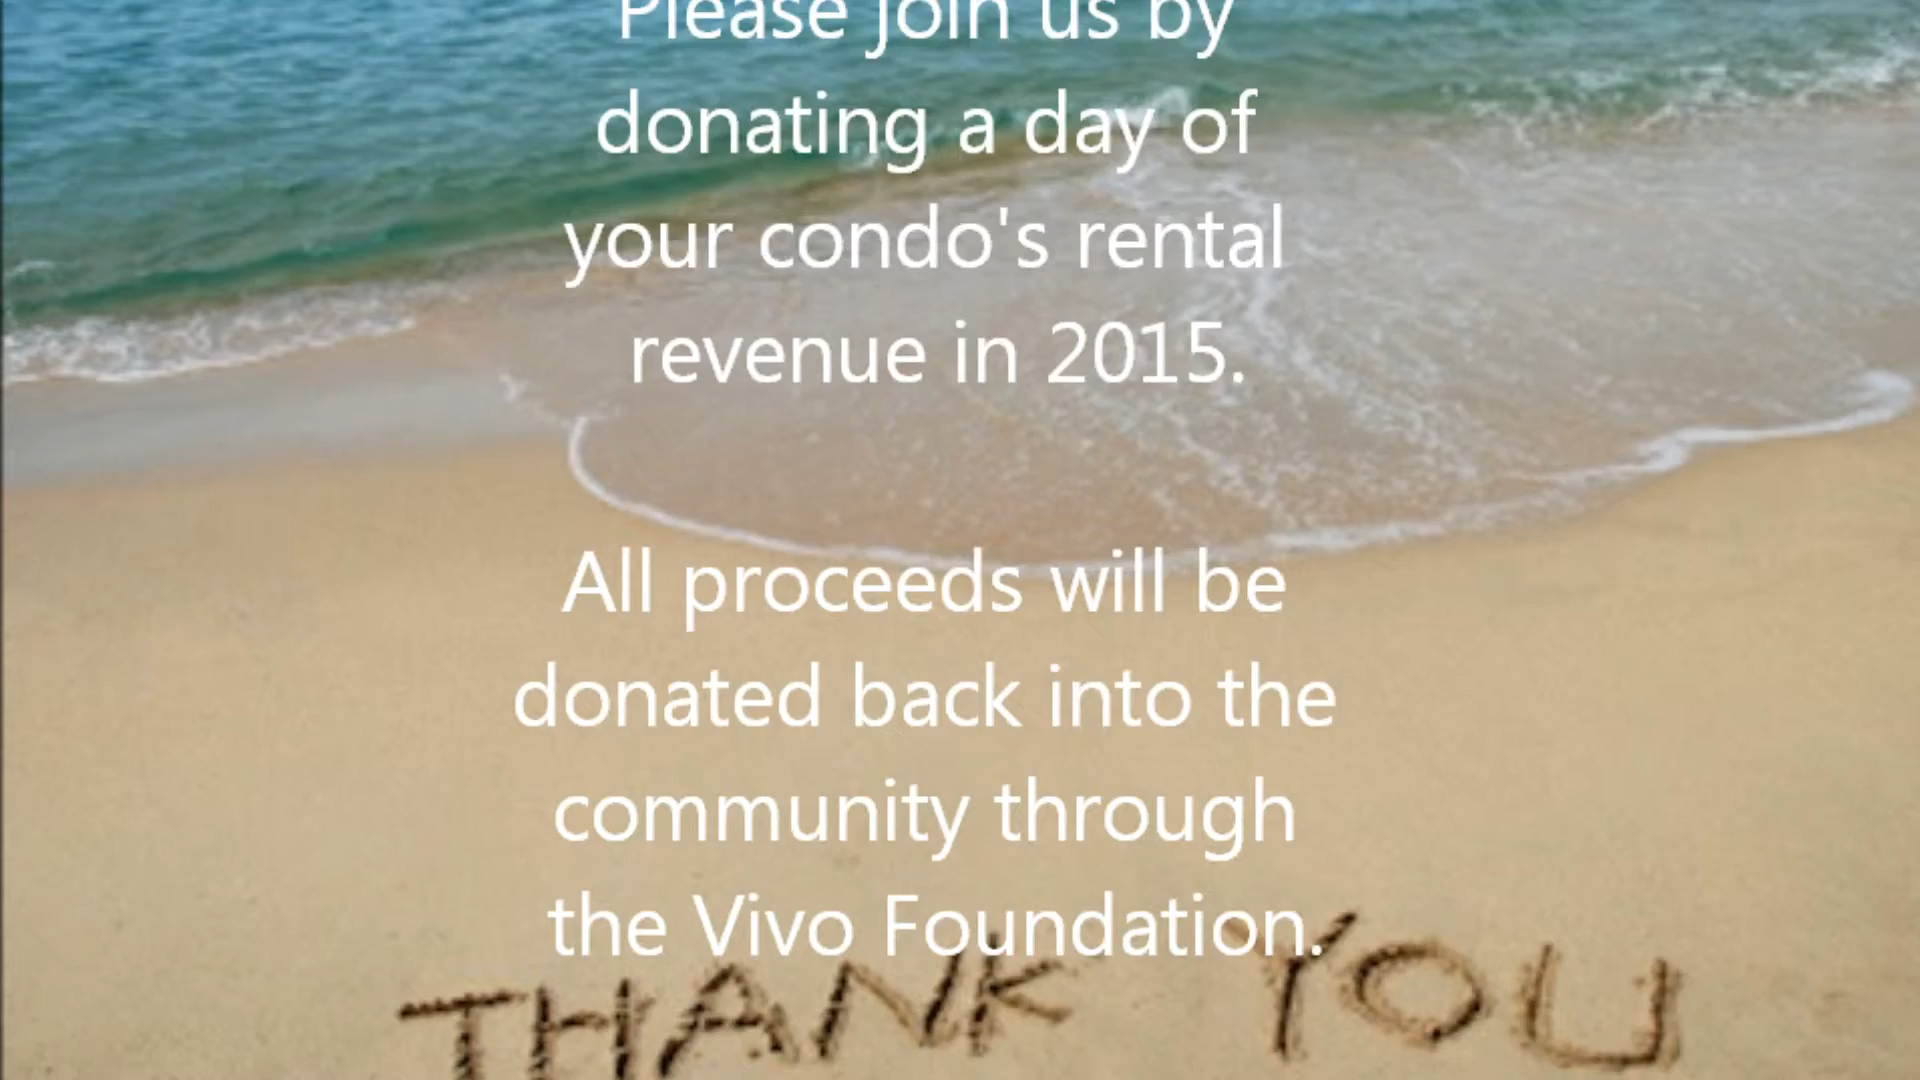 Please join us by
donating a day of
your condo's rental
revenue in 2015.
All proceeds will be
donated back into the
community through
the Vivo Foundation.
THANK YOU